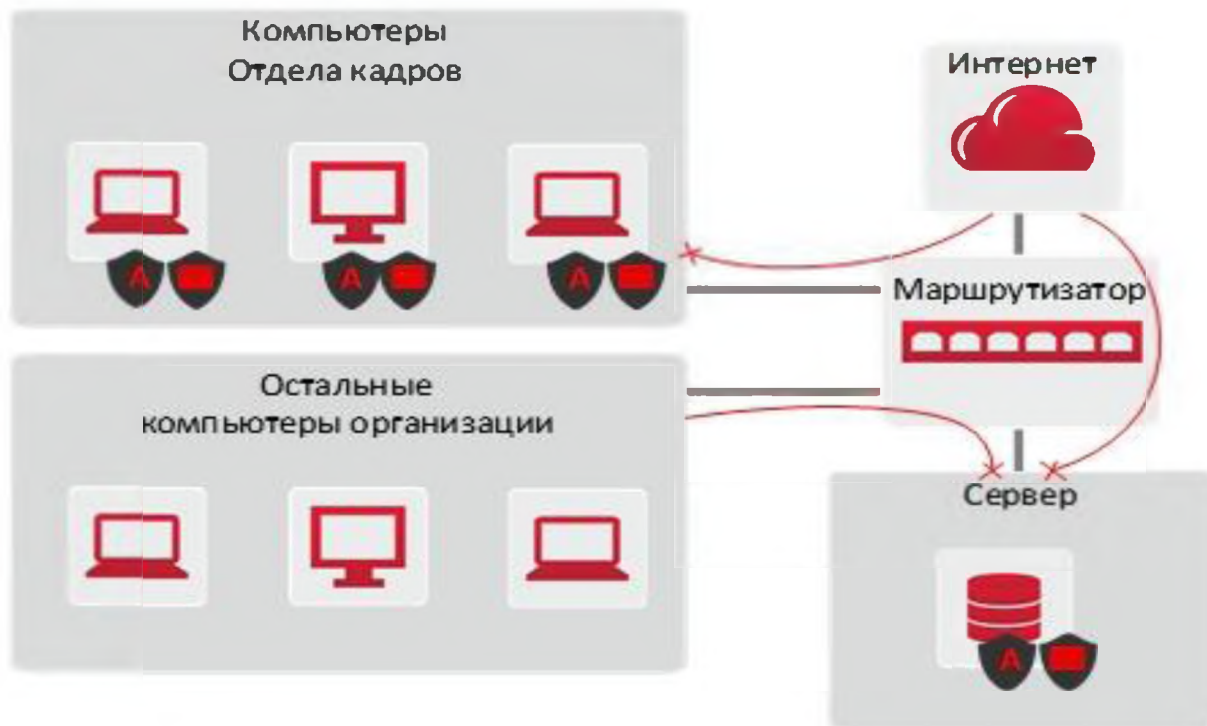 Компьютеры
Отдела кадров
Интернет
A
A
A
Маршрутизатор
Остальные
компьютеры организации
Сервер
A